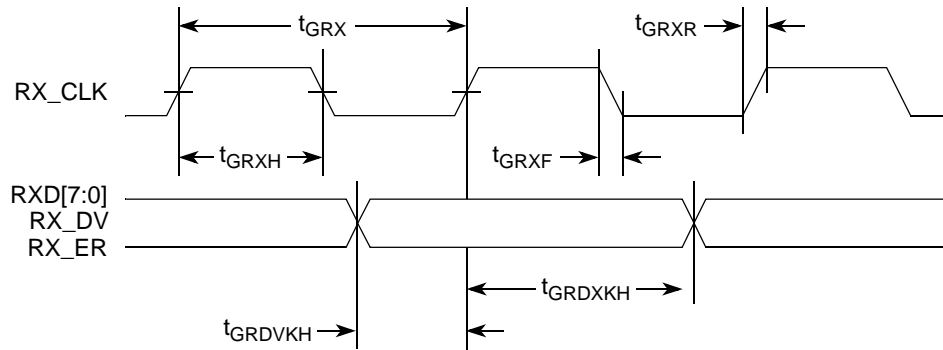 tGRX
tGRXR
RX_CLK
tGRXH
tGRXF
RXD[7:0]
RX_DV
RX_ER
tGRDXKH
tGRDVKH